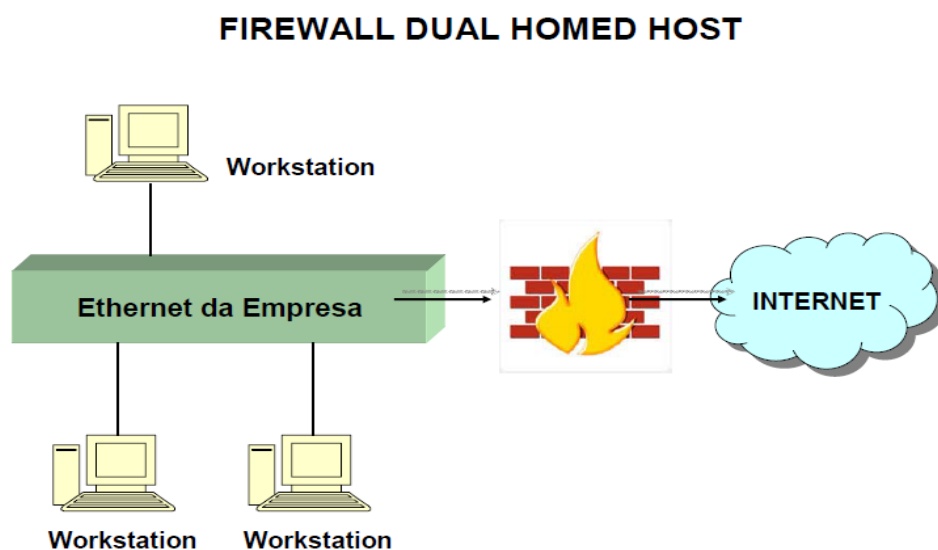 FIREWALL DUAL HOMED HOST
Workstation
Ethernet da Empresa
INTERNET
Workstation
Workstation